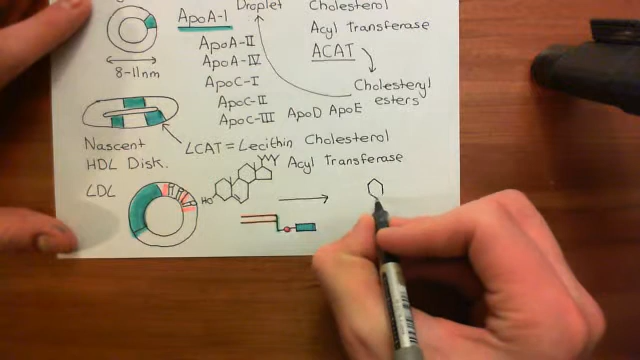 Droplet
Cholesterol
Acyl Transferase
ACAT
Cholesteryl
esters
ApoA-I
ApoA-II
ApoA-IV
ApoC-I
ApoC-II
ApoC-III ApoD ApoE
8-11nm
Nascent
HDL Disk.
LCAT = Lecithin Cholesterol
Acyl Transferase
LDL
HO